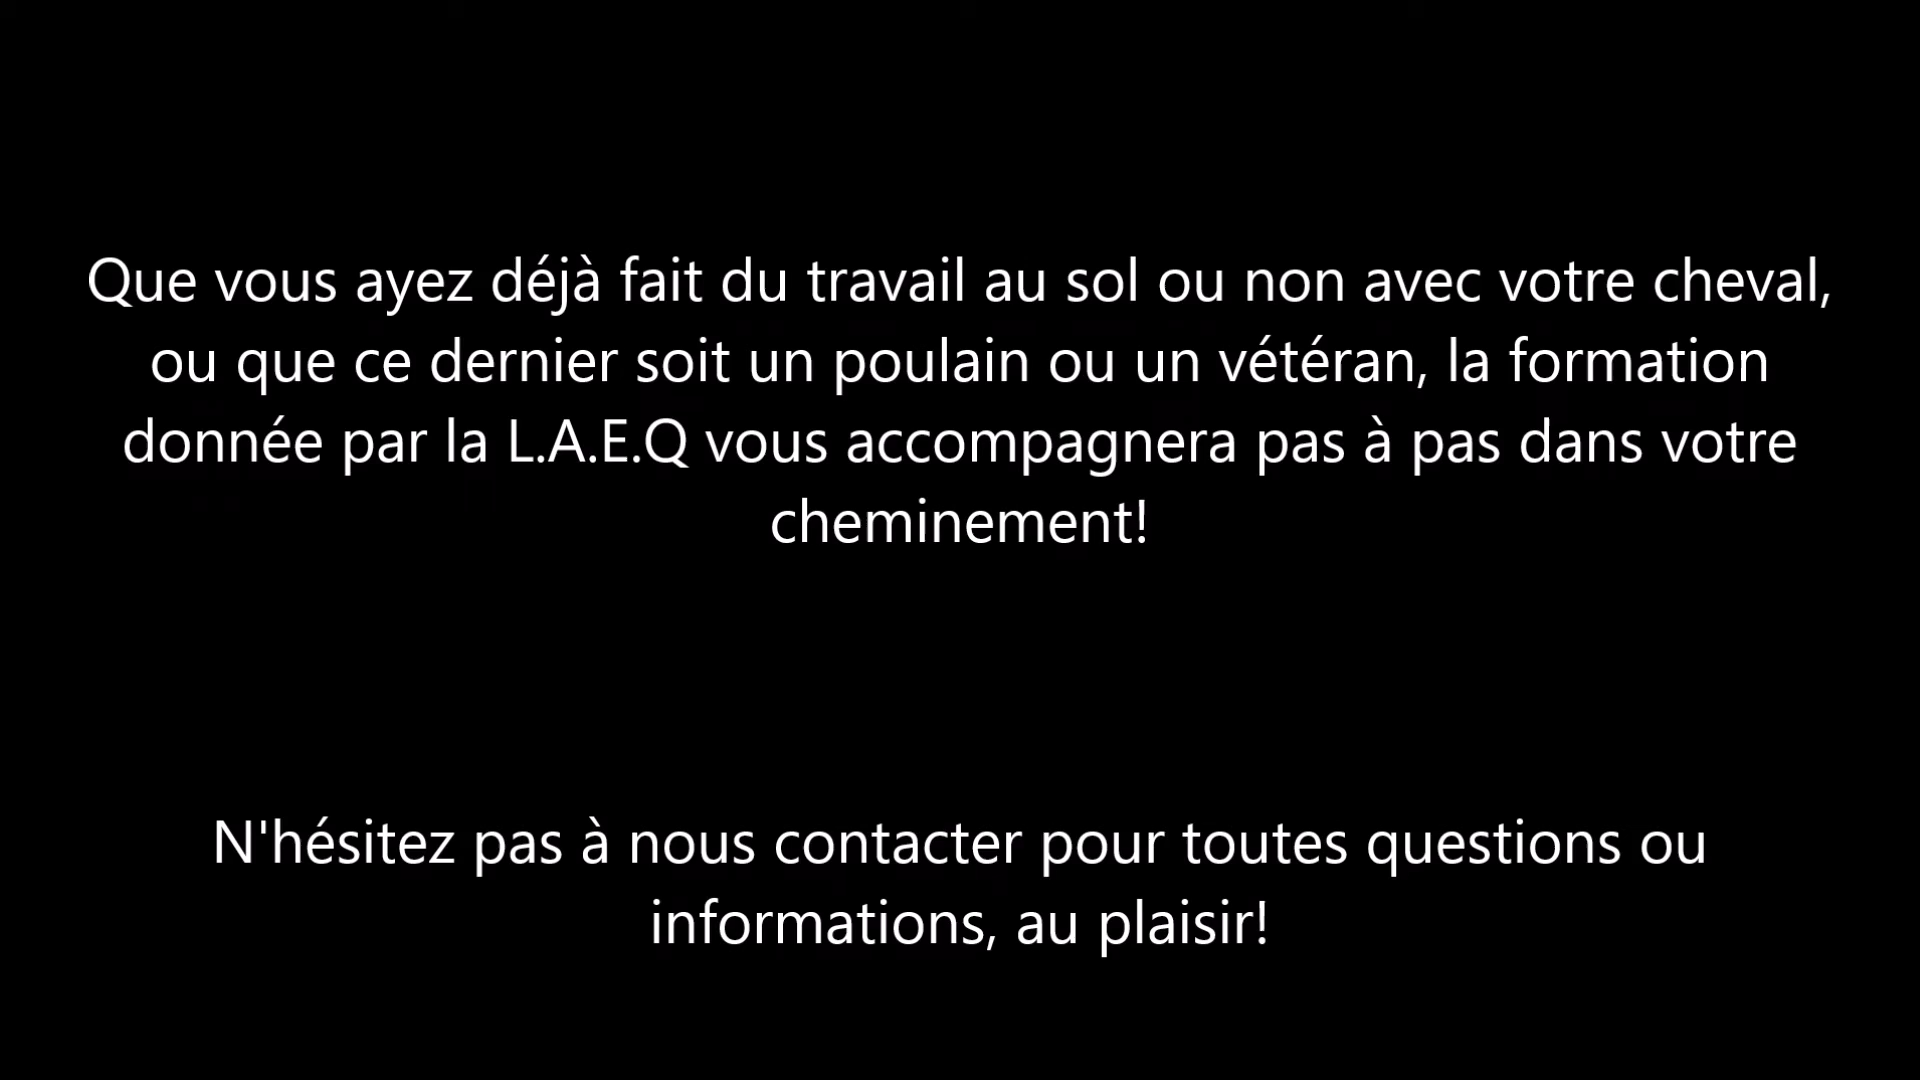 Que vous ayez déjà fait du travail au sol ou non avec votre cheval,
ou que ce dernier soit un poulain ou un vétéran, la formation
donnée par la L.A.E.Q vous accompagnera pas à pas dans votre
cheminement!
N'hésitez pas à nous contacter pour toutes questions ou
informations, au plaisir!